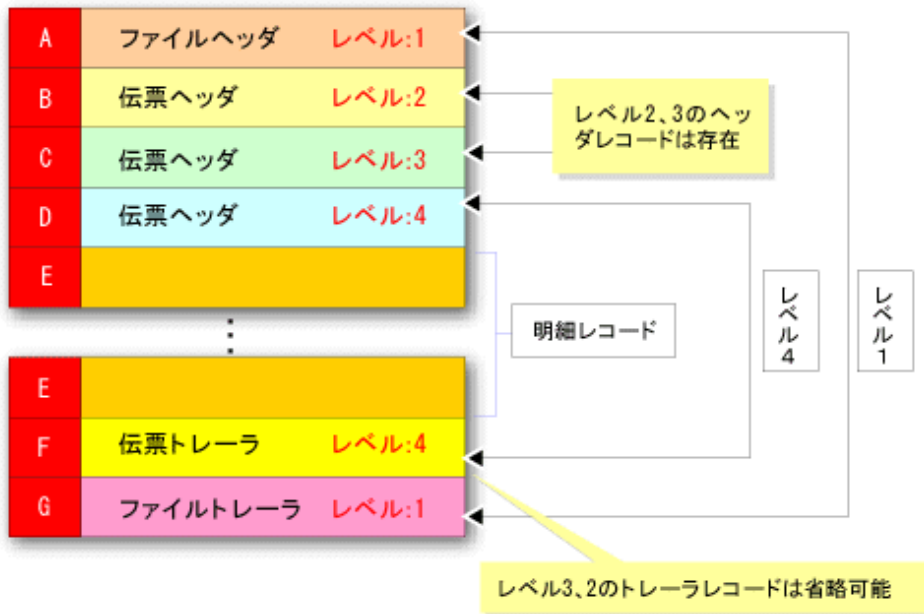 A ファイルヘッダ レベル:1
B 伝票ヘッダ レベル:2
C 伝票ヘッダ レベル:3
D 伝票ヘッダ レベル:4
E
レベル2、3のヘッ
ダレコードは存在
明細レコード
レベル4
レベル1
E
F 伝票トレーラ レベル:4
G ファイルトレーラ レベル:1
レベル3、2のトレーラレコードは省略可能